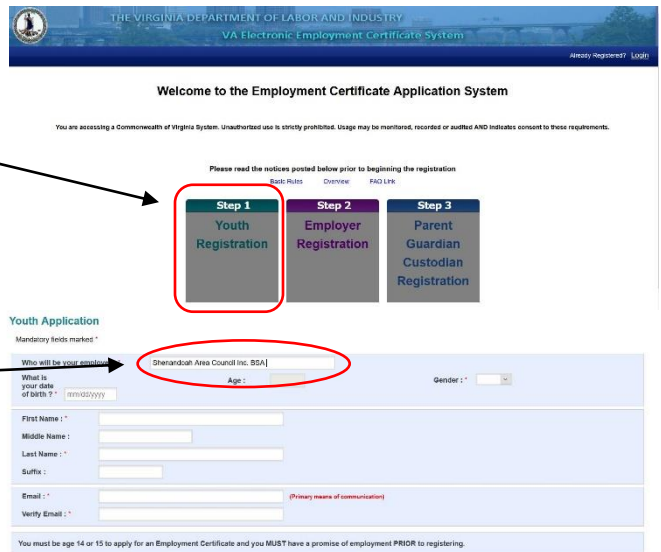 THE VIRGINIA DEPARTMENT OF LABOR AND INDUSTRY
VA Electronic Employment Certificate System
Already Registered? Login
Welcome to the Employment Certificate Application System
You are accessing a Commonwealth of Virginia System. Unauthorized use is strictly prohibited. Usage may be monitored, recorded or audited AND indicates consent to these requirements.
Please read the notices posted below prior to beginning the registration
Basic Rules Overview FAQ Link
Step 1 Step 2 Step 3
Youth Employer Parent
Registration Registration Guardian
Custodian
Registration
Youth Application
Mandatory fields marked *
Who will be your employer Shenandoah Area Council Inc. BSA
What is
your date Age : Gender : *
of birth ? * mm/dd/yyyy
First Name : *
Middle Name :
Last Name : *
Suffix :
Email : * (Primary means of communication)
Verify Email : *
You must be age 14 or 15 to apply for an Employment Certificate and you MUST have a promise of employment PRIOR to registering.